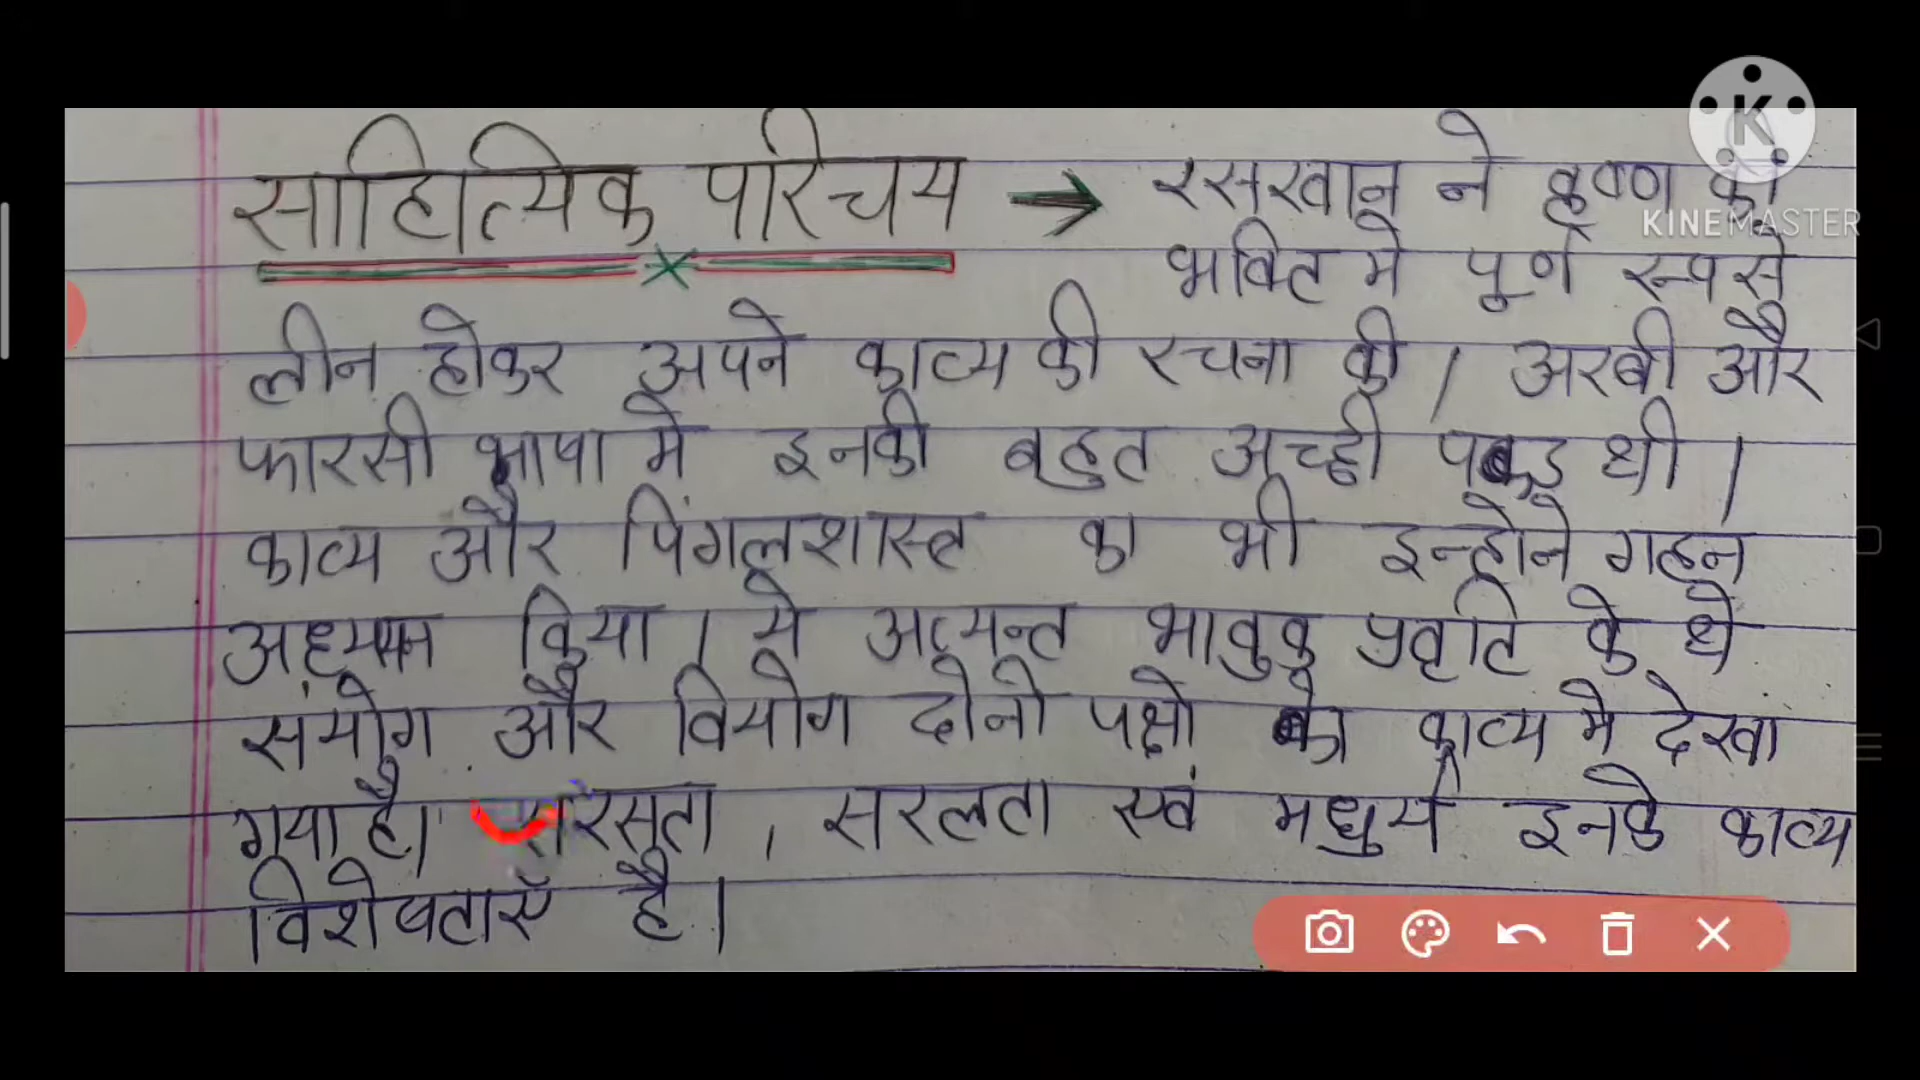 साहित्यिक परिचय → रसखान ने कृष्ण की
KINEMASTER
भक्ति मे पूर्ण रूप से
लीन होकर अपने काव्य की रचना की / अरबी और
फारसी भाषा मे इनकी बहुत अच्छी पकड थी /
काव्य और पिंगलशास्त्र का भी इन्होने गहन
अध्ययन किया / ये अत्यन्त भावुक प्रवृति के थे
संयोग और वियोग दोनो पक्षो को काव्य मे देखा
गया है। सरसता , सरलता एवं मधुर्य इनके काव्य
विशेषताएँ है।